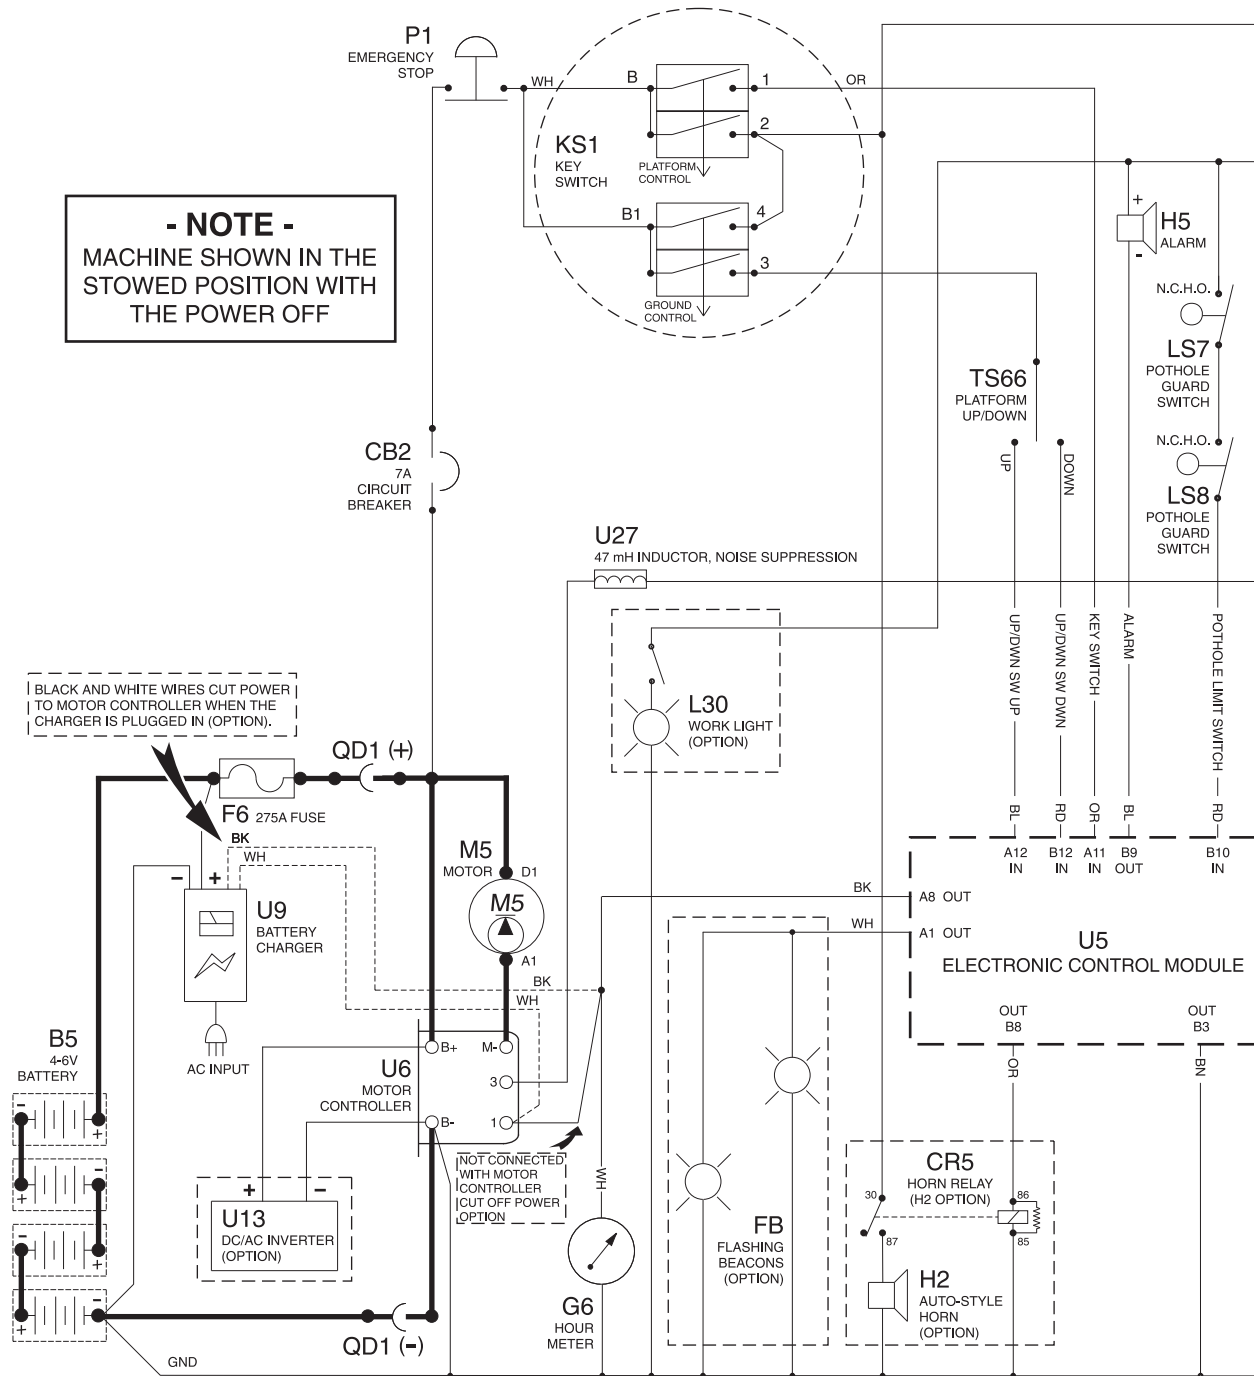 P1
EMERGENCY
STOP
WH
B
1
OR
2
KS1
KEY
SWITCH
PLATFORM
CONTROL
B1
4
3
GROUND
CONTROL
- NOTE -
MACHINE SHOWN IN THE
STOWED POSITION WITH
THE POWER OFF
+
H5
ALARM
-
N.C.H.O.
LS7
POTHOLE
GUARD
SWITCH
TS66
PLATFORM
UP/DOWN
UP
DOWN
N.C.H.O.
LS8
POTHOLE
GUARD
SWITCH
CB2
7A
CIRCUIT
BREAKER
U27
47 mH INDUCTOR, NOISE SUPPRESSION
UP/DWN SW UP
UP/DWN SW DWN
KEY SWITCH
ALARM
POTHOLE LIMIT SWITCH
BLACK AND WHITE WIRES CUT POWER
TO MOTOR CONTROLLER WHEN THE
CHARGER IS PLUGGED IN (OPTION).
L30
WORK LIGHT
(OPTION)
QD1 (+)
F6 275A FUSE
BK
WH
BL
RD
OR
BL
RD
A12
IN
B12
IN
A11
IN
B9
OUT
B10
IN
M5
MOTOR
D1
M5
A1
- +
U9
BATTERY
CHARGER
AC INPUT
BK
A8 OUT
WH
A1 OUT
U5
ELECTRONIC CONTROL MODULE
OUT
B8
OUT
B3
OR
BN
BK
WH
B5
4-6V
BATTERY
U6
MOTOR
CONTROLLER
B+
M-
3
B-
1
-
+
-
+
-
+
-
+
NOT CONNECTED
WITH MOTOR
CONTROLLER
CUT OFF POWER
OPTION
WH
+ -
U13
DC/AC INVERTER
(OPTION)
CR5
HORN RELAY
(H2 OPTION)
30
87
86
85
FB
FLASHING
BEACONS
(OPTION)
H2
AUTO-STYLE
HORN
(OPTION)
G6
HOUR
METER
QD1 (-)
GND